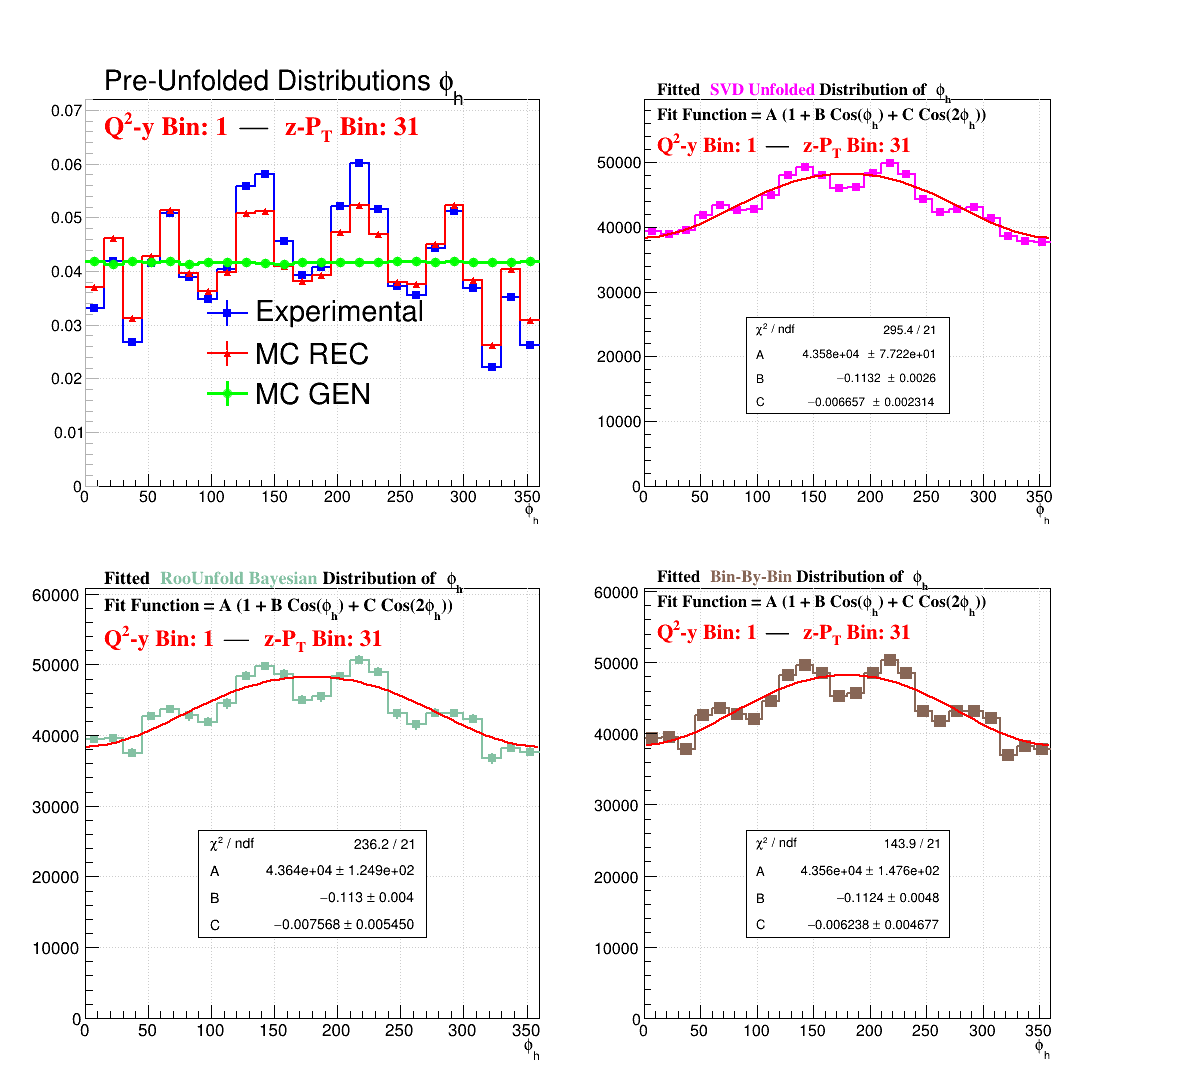 Pre-Unfolded Distributions ϕh
Q²-y Bin: 1 — z-PT Bin: 31
0.07
0.06
0.05
0.04
0.03
0.02
0.01
0
Experimental
MC REC
MC GEN
0 50 100 150 200 250 300 350
ϕh
Fitted SVD Unfolded Distribution of ϕh
Fit Function = A (1 + B Cos(ϕh) + C Cos(2ϕh))
Q²-y Bin: 1 — z-PT Bin: 31
50000
40000
30000
20000
10000
0
χ² / ndf 295.4 / 21
A 4.358e+04 ± 7.722e+01
B −0.1132 ± 0.0026
C −0.006657 ± 0.002314
0 50 100 150 200 250 300 350
ϕh
Fitted RooUnfold Bayesian Distribution of ϕh
Fit Function = A (1 + B Cos(ϕh) + C Cos(2ϕh))
Q²-y Bin: 1 — z-PT Bin: 31
60000
50000
40000
30000
20000
10000
0
χ² / ndf 236.2 / 21
A 4.364e+04 ± 1.249e+02
B −0.113 ± 0.004
C −0.007568 ± 0.005450
0 50 100 150 200 250 300 350
ϕh
Fitted Bin-By-Bin Distribution of ϕh
Fit Function = A (1 + B Cos(ϕh) + C Cos(2ϕh))
Q²-y Bin: 1 — z-PT Bin: 31
60000
50000
40000
30000
20000
10000
0
χ² / ndf 143.9 / 21
A 4.356e+04 ± 1.476e+02
B −0.1124 ± 0.0048
C −0.006238 ± 0.004677
0 50 100 150 200 250 300 350
ϕh